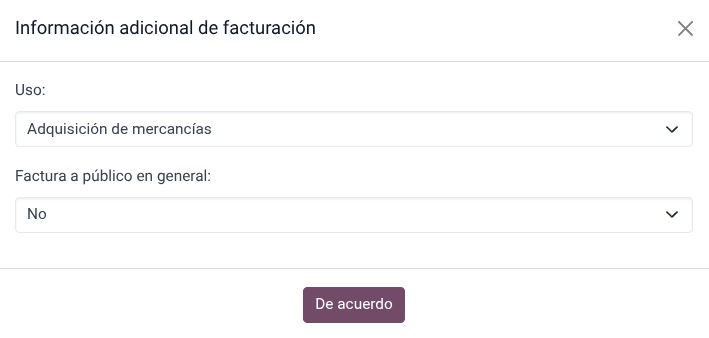 Información adicional de facturación
Uso:
Adquisición de mercancías
Factura a público en general:
No
De acuerdo